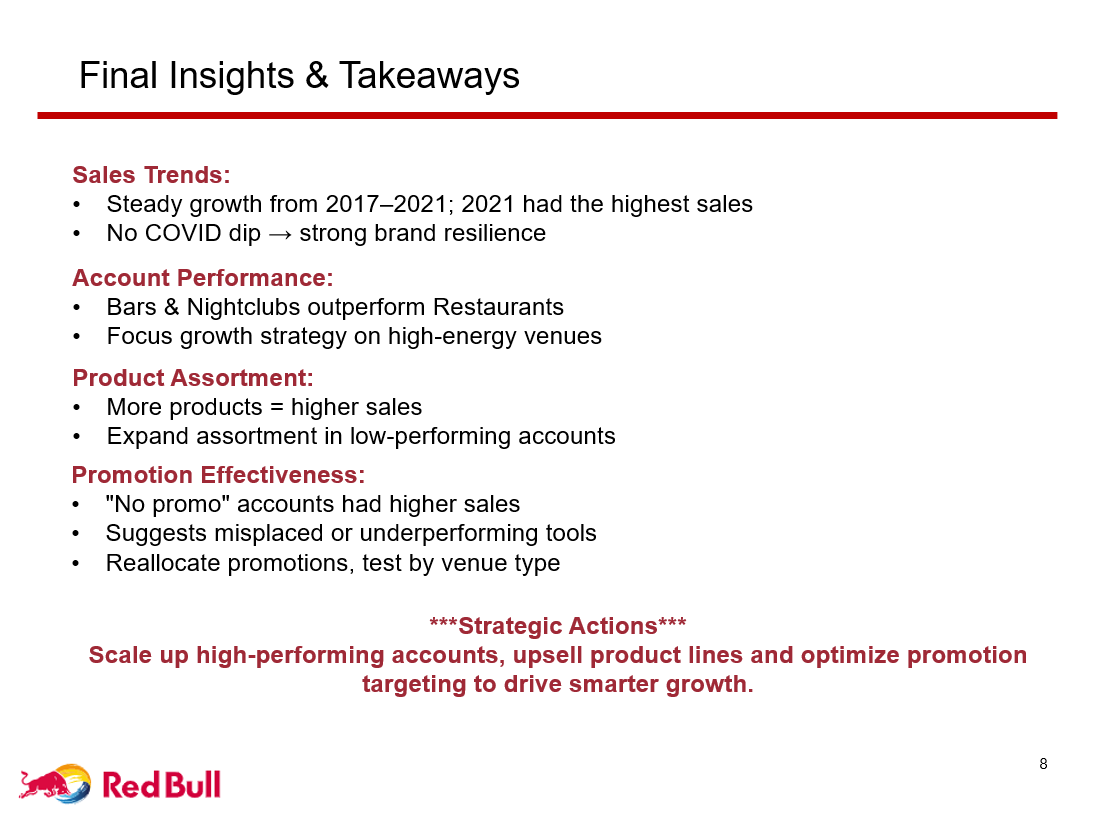 Final Insights & Takeaways
Sales Trends:
• Steady growth from 2017–2021; 2021 had the highest sales
• No COVID dip → strong brand resilience
Account Performance:
• Bars & Nightclubs outperform Restaurants
• Focus growth strategy on high-energy venues
Product Assortment:
• More products = higher sales
• Expand assortment in low-performing accounts
Promotion Effectiveness:
• "No promo" accounts had higher sales
• Suggests misplaced or underperforming tools
• Reallocate promotions, test by venue type
***Strategic Actions***
Scale up high-performing accounts, upsell product lines and optimize promotion
targeting to drive smarter growth.
8
Red Bull